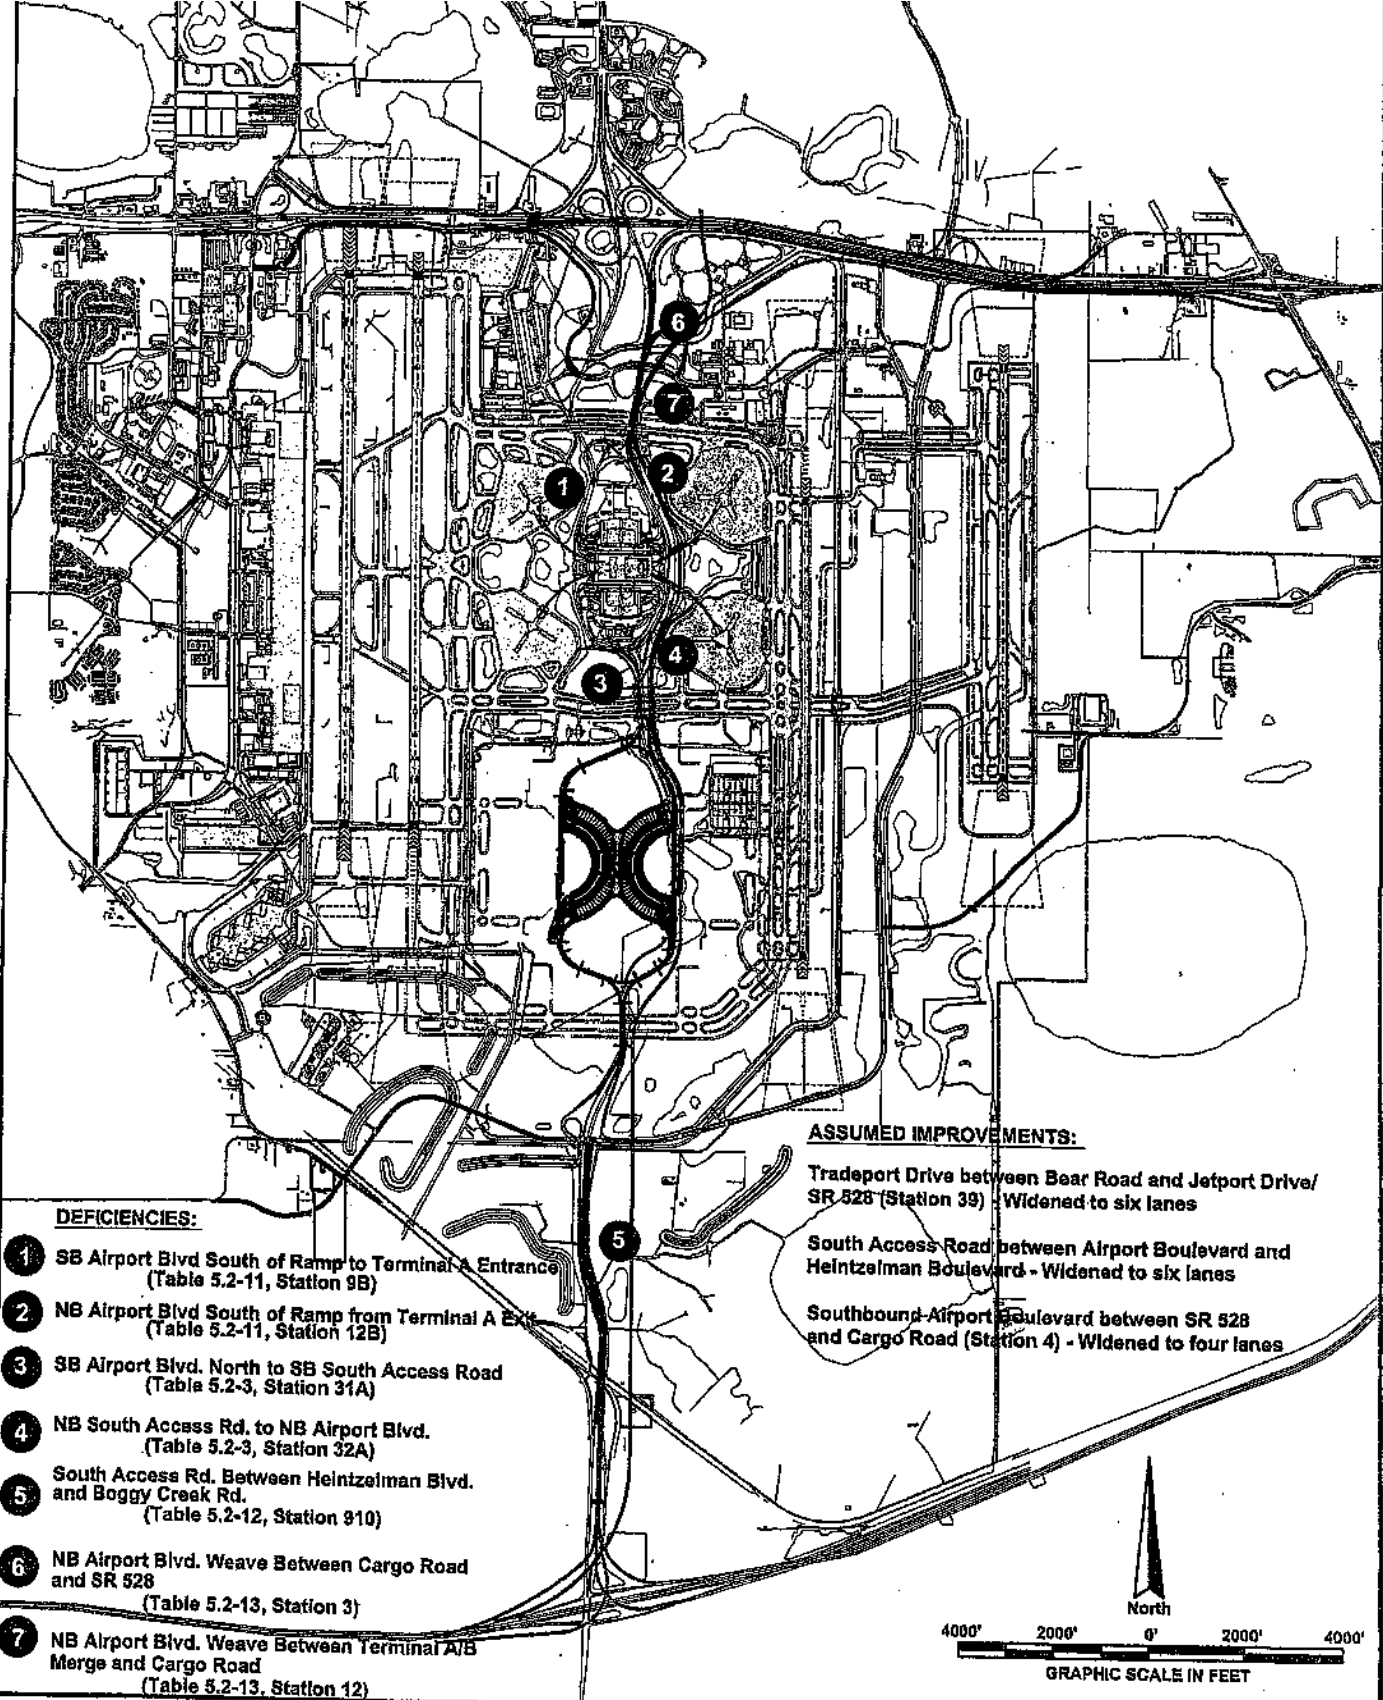 6
7
1
2
4
3
5
ASSUMED IMPROVEMENTS:
Tradeport Drive between Bear Road and Jetport Drive/
SR 528 (Station 39) - Widened to six lanes
South Access Road between Airport Boulevard and
Heintzelman Boulevard - Widened to six lanes
Southbound Airport Boulevard between SR 528
and Cargo Road (Station 4) - Widened to four lanes
DEFICIENCIES:
1 SB Airport Blvd South of Ramp to Terminal A Entrance
(Table 5.2-11, Station 9B)
2 NB Airport Blvd South of Ramp from Terminal A Exit
(Table 5.2-11, Station 12B)
3 SB Airport Blvd. North to SB South Access Road
(Table 5.2-3, Station 31A)
4 NB South Access Rd. to NB Airport Blvd.
(Table 5.2-3, Station 32A)
5 South Access Rd. Between Heintzelman Blvd.
and Boggy Creek Rd.
(Table 5.2-12, Station 910)
6 NB Airport Blvd. Weave Between Cargo Road
and SR 528
(Table 5.2-13, Station 3)
7 NB Airport Blvd. Weave Between Terminal A/B
Merge and Cargo Road
(Table 5.2-13, Station 12)
North
4000' 2000' 0' 2000' 4000'
GRAPHIC SCALE IN FEET